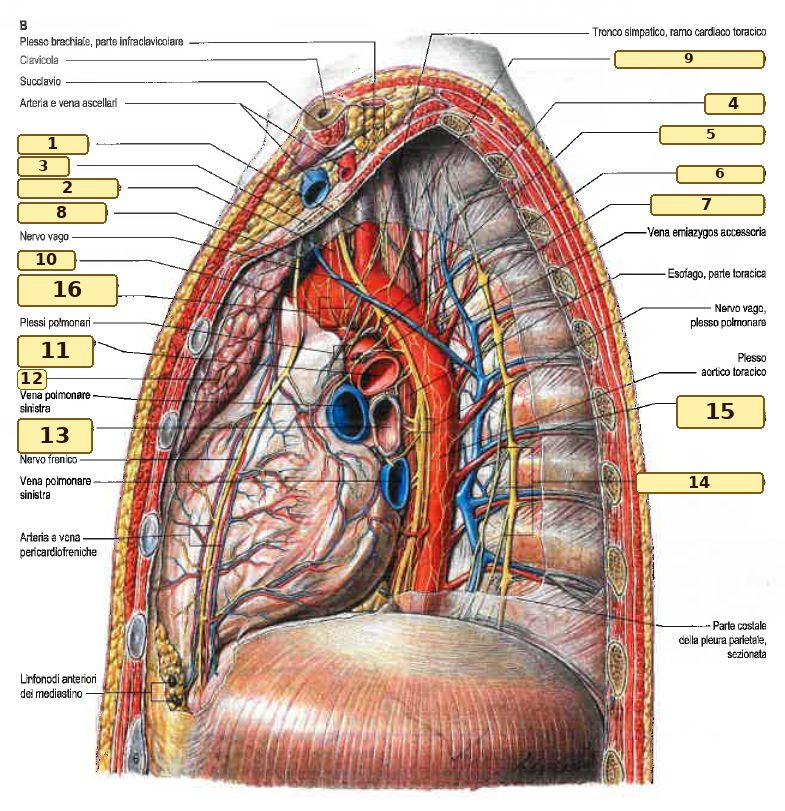 B
Plesso brachiale, parte infraclavicolare
Clavicola
Succlavio
Arteria e vena ascellari
1
3
2
8
Nervo vago
10
16
Plessi polmonari
11
12
Vena polmonare
sinistra
13
Nervo frenico
Vena polmonare
sinistra
Arteria e vena
pericardiofreniche
Linfonodi anteriori
dei mediastino
Tronco simpatico, ramo cardiaco toracico
9
4
5
6
7
Vena emiazygos accessoria
Esofago, parte toracica
Nervo vago,
plesso polmonare
Plesso
aortico toracico
15
14
Parte costale
della pleura parietale,
sezionata
6